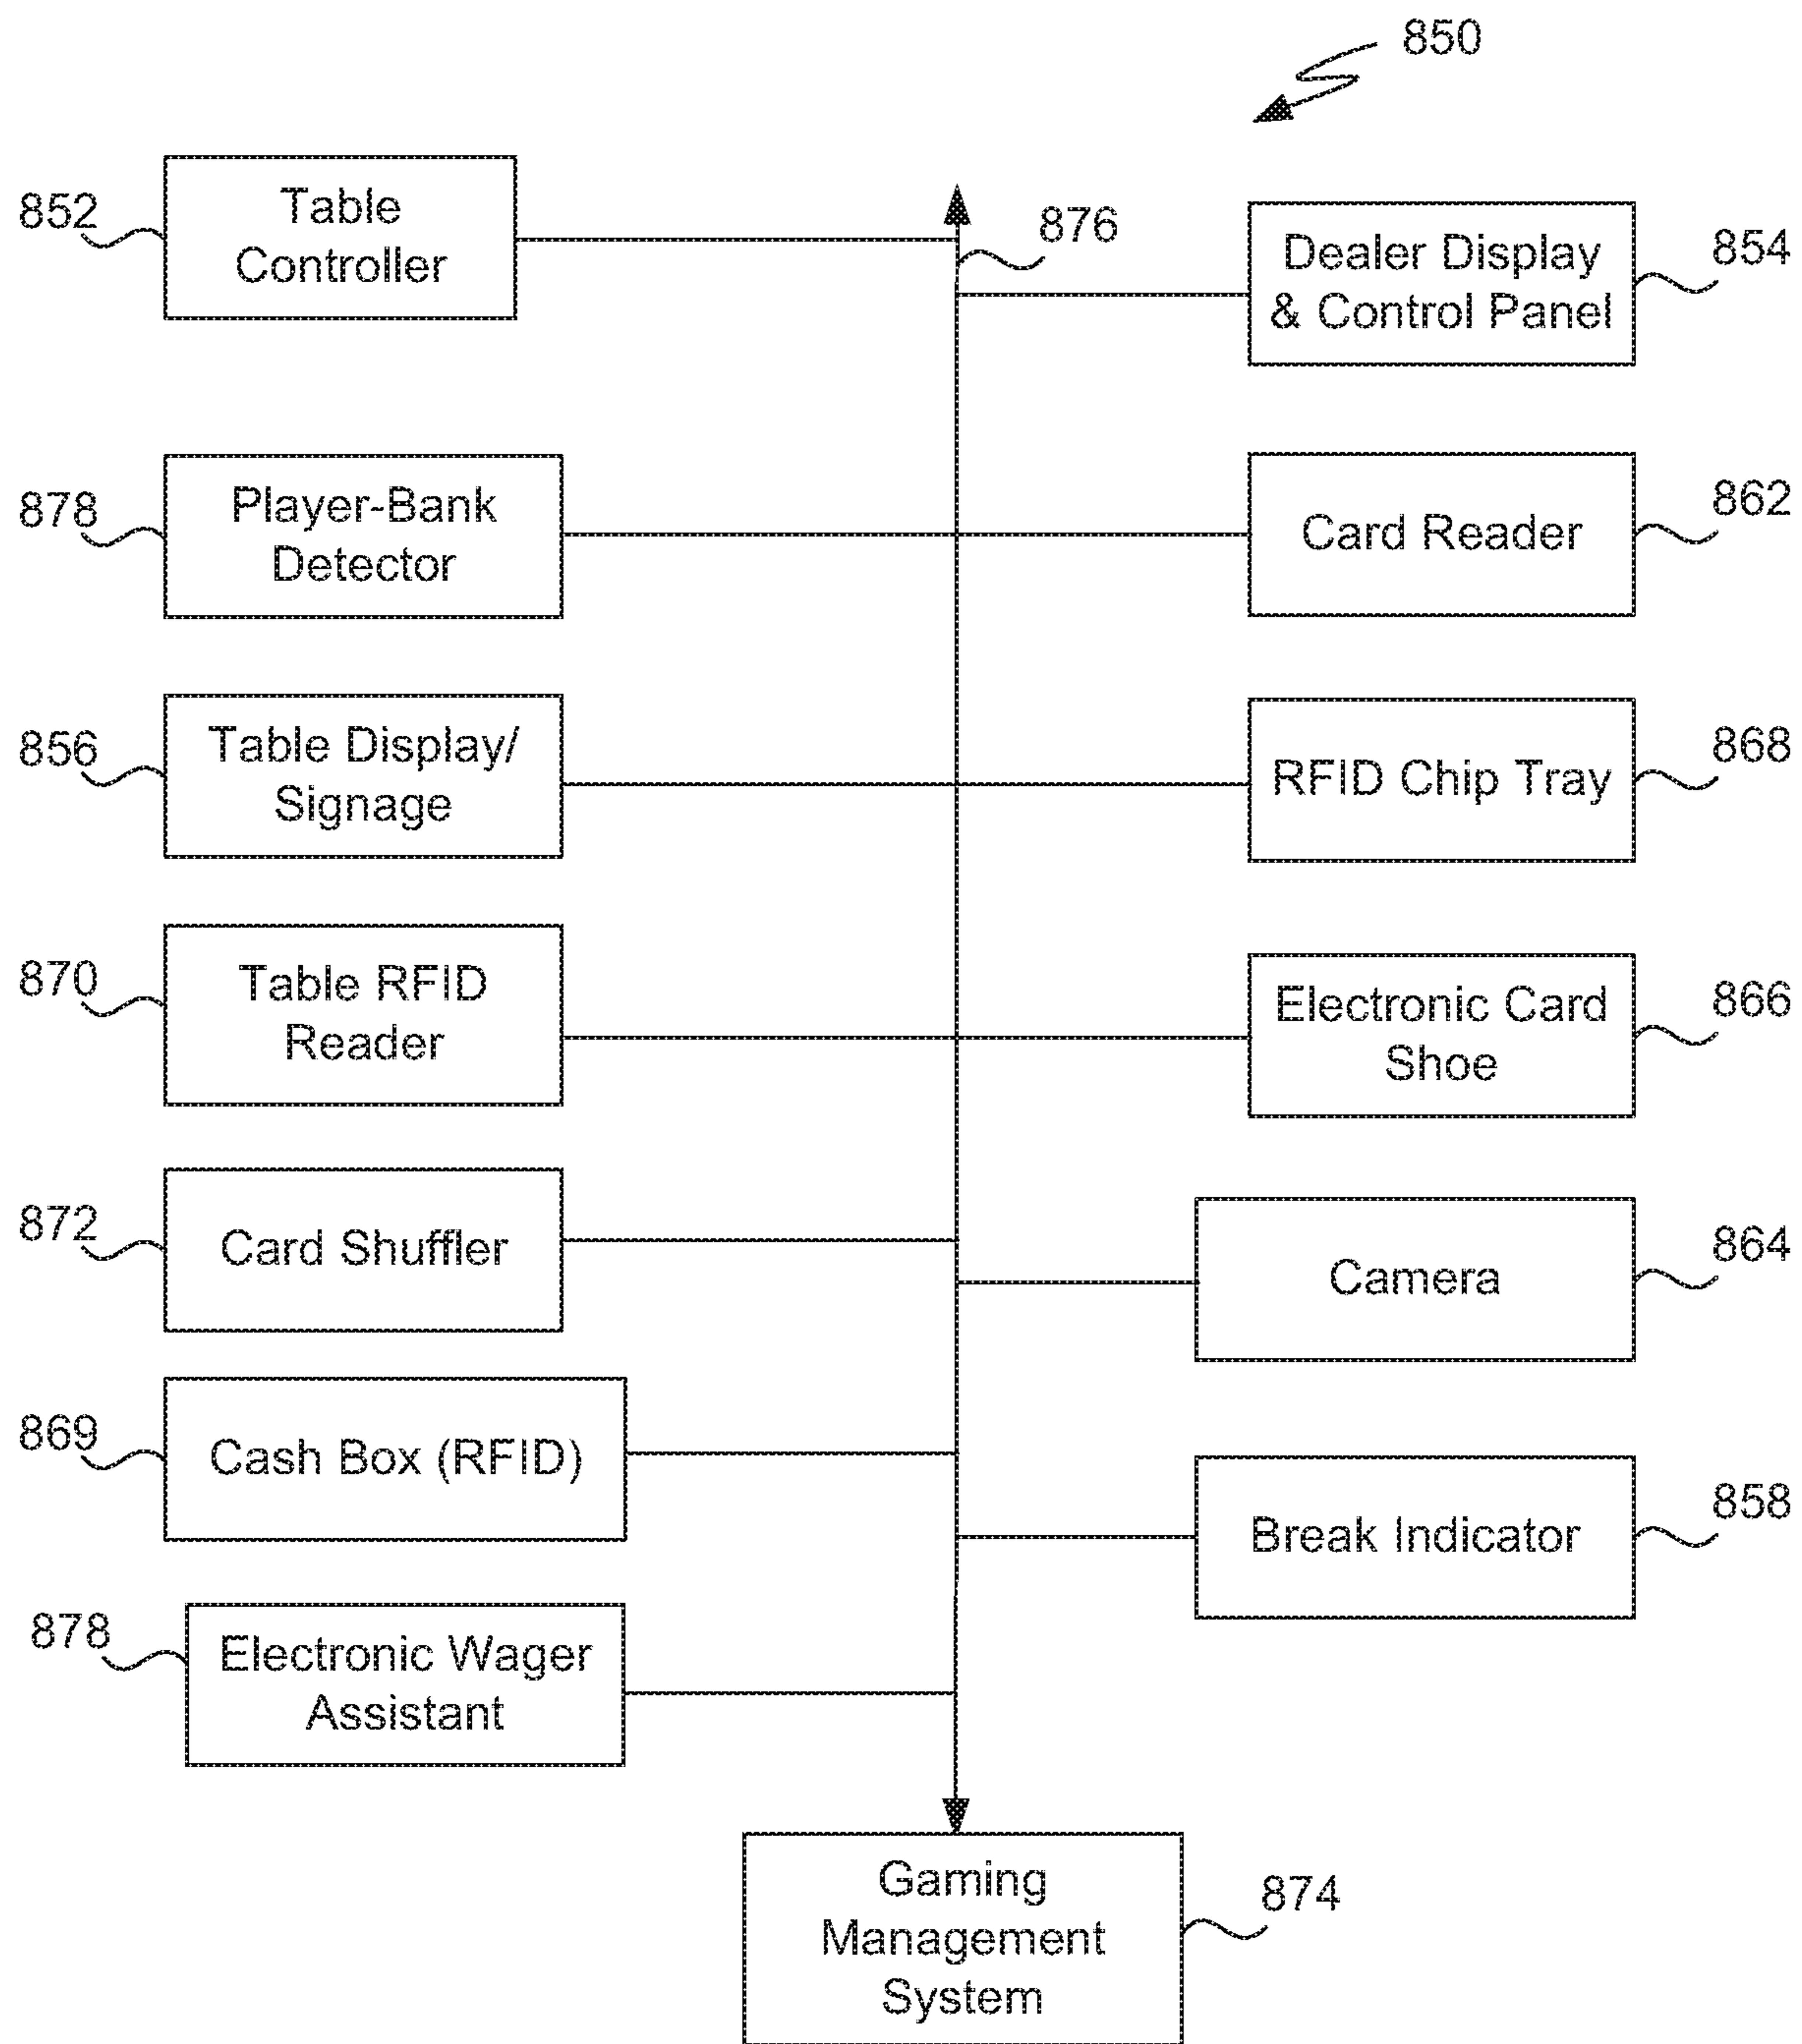 850
852
Table
Controller
876
Dealer Display
& Control Panel
854
878
Player-Bank
Detector
Card Reader
862
856
Table Display/
Signage
RFID Chip Tray
868
870
Table RFID
Reader
Electronic Card
Shoe
866
872
Card Shuffler
Camera
864
869
Cash Box (RFID)
Break Indicator
858
878
Electronic Wager
Assistant
Gaming
Management
System
874